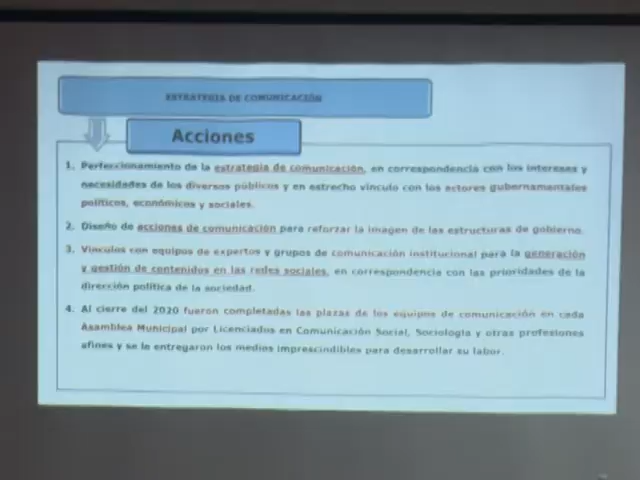 ESTRATEGIA DE COMUNICACIÓN
Acciones
1. Perfeccionamiento de la estrategia de comunicación, en correspondencia con los intereses y
necesidades de los diversos públicos y en estrecho vínculo con los actores gubernamentales
políticos, económicos y sociales.
2. Diseño de acciones de comunicación para reforzar la imagen de las estructuras de gobierno.
3. Vínculos con equipos de expertos y grupos de comunicación institucional para la generación
y gestión de contenidos en las redes sociales, en correspondencia con las prioridades de la
dirección política de la sociedad.
4. Al cierre del 2020 fueron completadas las plazas de los equipos de comunicación en cada
Asamblea Municipal por Licenciados en Comunicación Social, Sociología y otras profesiones
afines y se le entregaron los medios imprescindibles para desarrollar su labor.